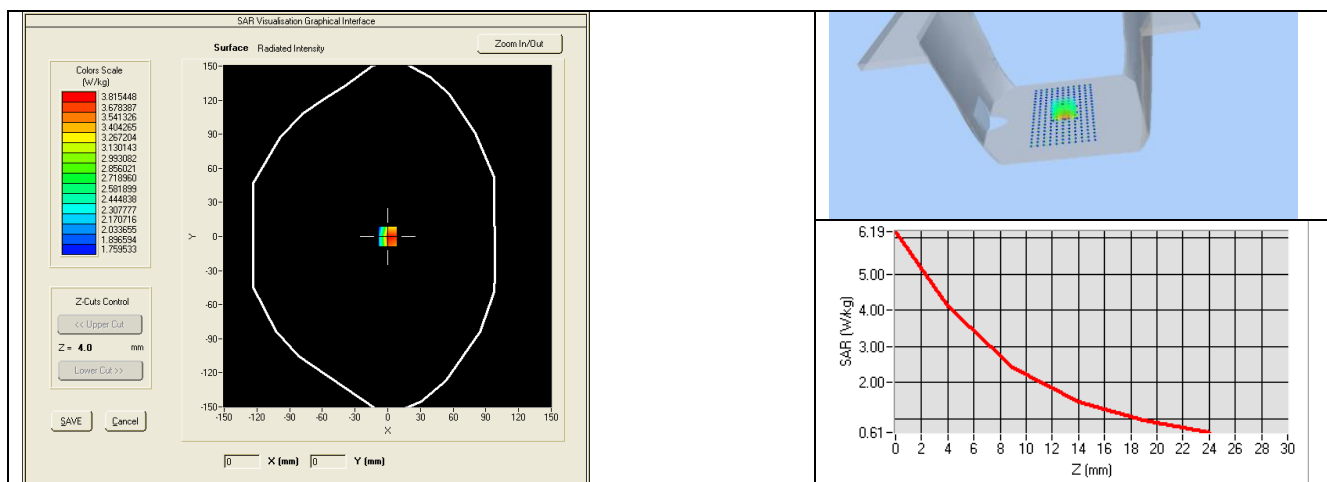 SAR Visualisation Graphical Interface
Surface Radiated Intensity
Zoom In/Out
Colors Scale
(W/kg)
3.815448
3.678387
3.541326
3.404265
3.267204
3.130143
2.993082
2.856021
2.718960
2.581899
2.444838
2.307777
2.170716
2.033655
1.896594
1.759533
Z-Cuts Control
<< Upper Cut
Z = 4.0 mm
Lower Cut >>
SAVE Cancel
150-
120-
90-
60-
30-
0-
-30-
-60-
-90-
-120-
-150-
Y
-150 -120 -90 -60 -30 0 30 60 90 120 150
X
0 X (mm) 0 Y (mm)
6.19-
5.00-
4.00-
3.00-
2.00-
0.61-
SAR (W/kg)
0 2 4 6 8 10 12 14 16 18 20 22 24 26 28 30
Z (mm)